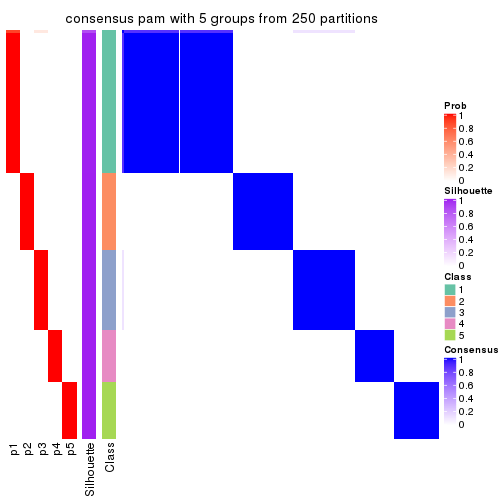 consensus pam with 5 groups from 250 partitions
Prob
1
0.8
0.6
0.4
0.2
0
Silhouette
1
0.8
0.6
0.4
0.2
0
Class
1
2
3
4
5
Consensus
1
0.8
0.6
0.4
0.2
0
p1
p2
p3
p4
p5
Silhouette
Class